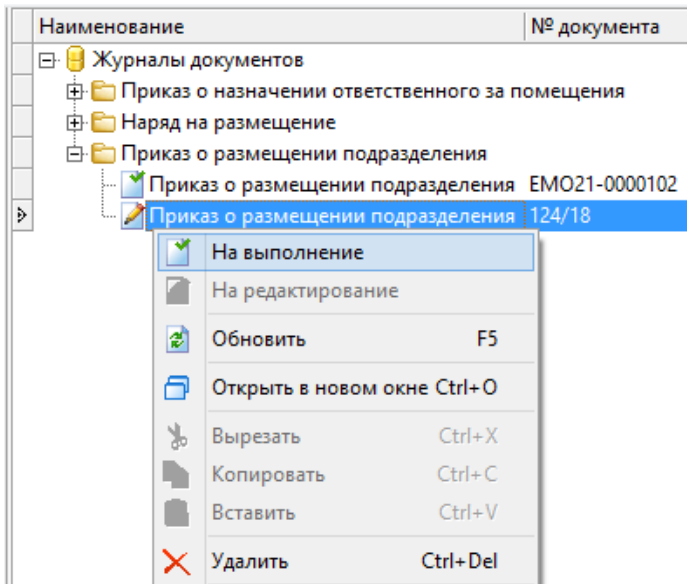 Наименование № документа
Журналы документов
Приказ о назначении ответственного за помещения
Наряд на размещение
Приказ о размещении подразделения
Приказ о размещении подразделения ЕМО21-0000102
Приказ о размещении подразделения 124/18
На выполнение
На редактирование
Обновить F5
Открыть в новом окне Ctrl+O
Вырезать Ctrl+X
Копировать Ctrl+C
Вставить Ctrl+V
Удалить Ctrl+Del